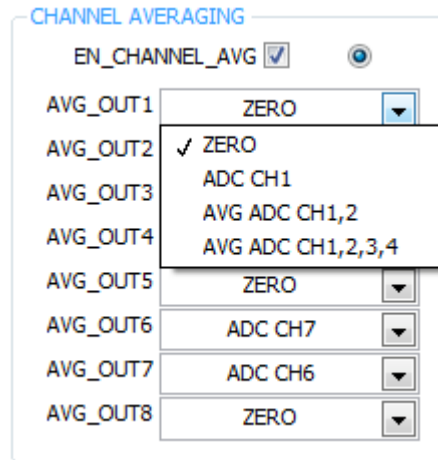 CHANNEL AVERAGING
EN_CHANNEL_AVG
AVG_OUT1 ZERO
AVG_OUT2 ZERO
AVG_OUT3 ADC CH1
AVG_OUT4 AVG ADC CH1,2
AVG ADC CH1,2,3,4
AVG_OUT5 ZERO
AVG_OUT6 ADC CH7
AVG_OUT7 ADC CH6
AVG_OUT8 ZERO